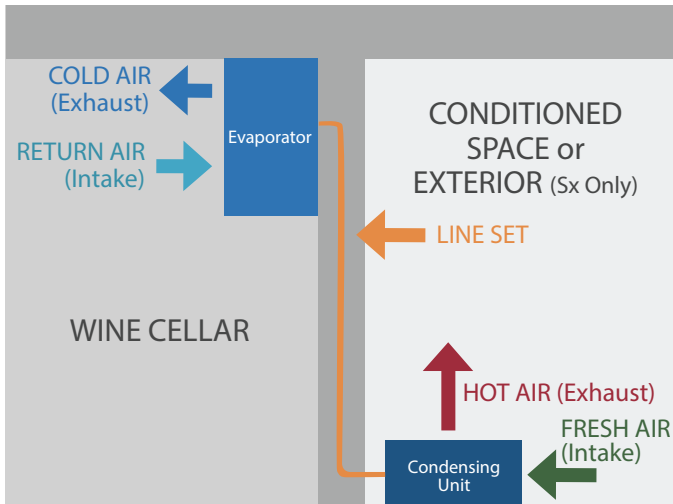 COLD AIR
(Exhaust)
Evaporator
RETURN AIR
(Intake)
CONDITIONED
SPACE or
EXTERIOR (Sx Only)
LINE SET
WINE CELLAR
HOT AIR (Exhaust)
FRESH AIR
(Intake)
Condensing
Unit